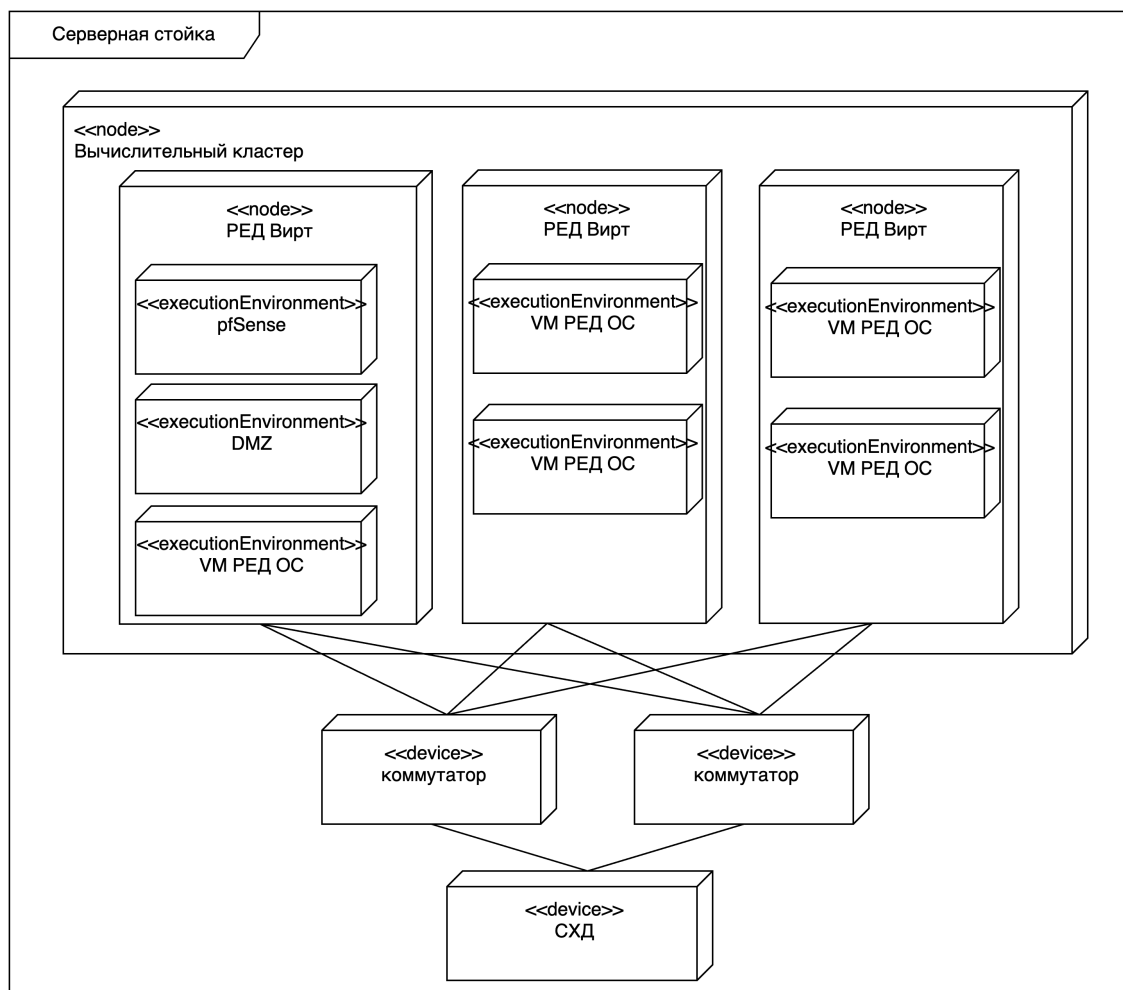 Серверная стойка
<<node>>
Вычислительный кластер
<<node>>
РЕД Вирт
<<executionEnvironment>>
pfSense
<<executionEnvironment>>
DMZ
<<executionEnvironment>>
VM РЕД ОС
<<node>>
РЕД Вирт
<<executionEnvironment>>
VM РЕД ОС
<<executionEnvironment>>
VM РЕД ОС
<<node>>
РЕД Вирт
<<executionEnvironment>>
VM РЕД ОС
<<executionEnvironment>>
VM РЕД ОС
<<device>>
коммутатор
<<device>>
коммутатор
<<device>>
СХД